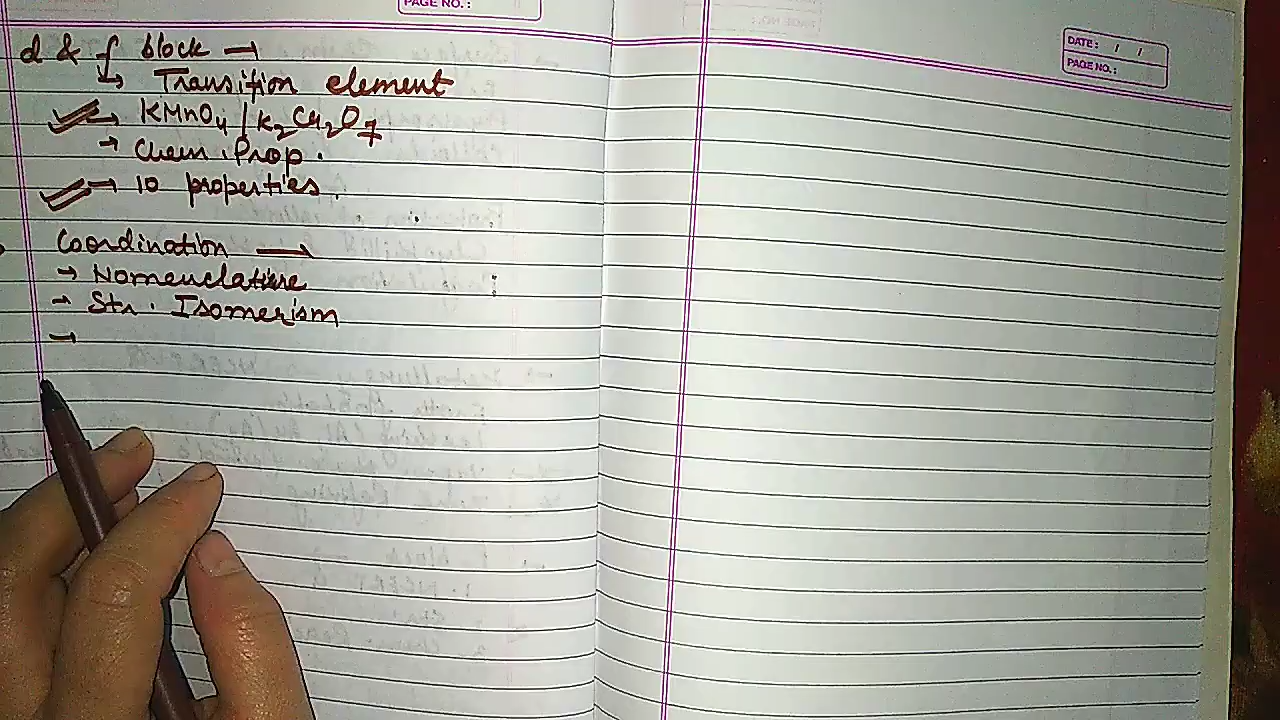 PAGE NO.:
DATE: / /
PAGE NO.:
d & f block →
↳ Transition element
→ KMnO4 / K2Cr2O7
→ Chem. Prop.
→ 10 properties.
Coordination →
→ Nomenclature
→ Str. Isomerism
→